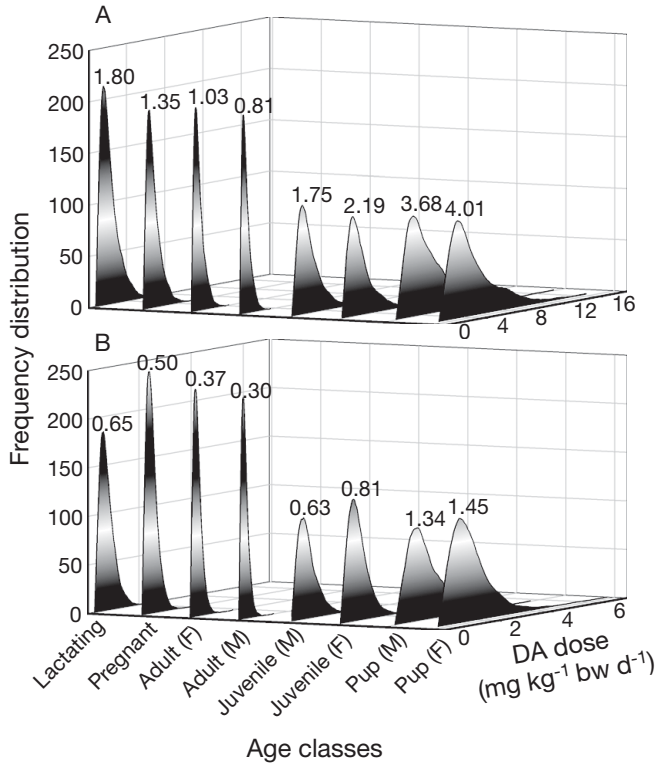 A
250
200
150
100
50
0
1.80
1.35
1.03
0.81
1.75
2.19
3.68
4.01
0
4
8
12
16
Frequency distribution
B
250
200
150
100
50
0
0.65
0.50
0.37
0.30
0.63
0.81
1.34
1.45
0
2
4
6
Lactating
Pregnant
Adult (F)
Adult (M)
Juvenile (M)
Juvenile (F)
Pup (M)
Pup (F)
DA dose
(mg kg⁻¹ bw d⁻¹)
Age classes